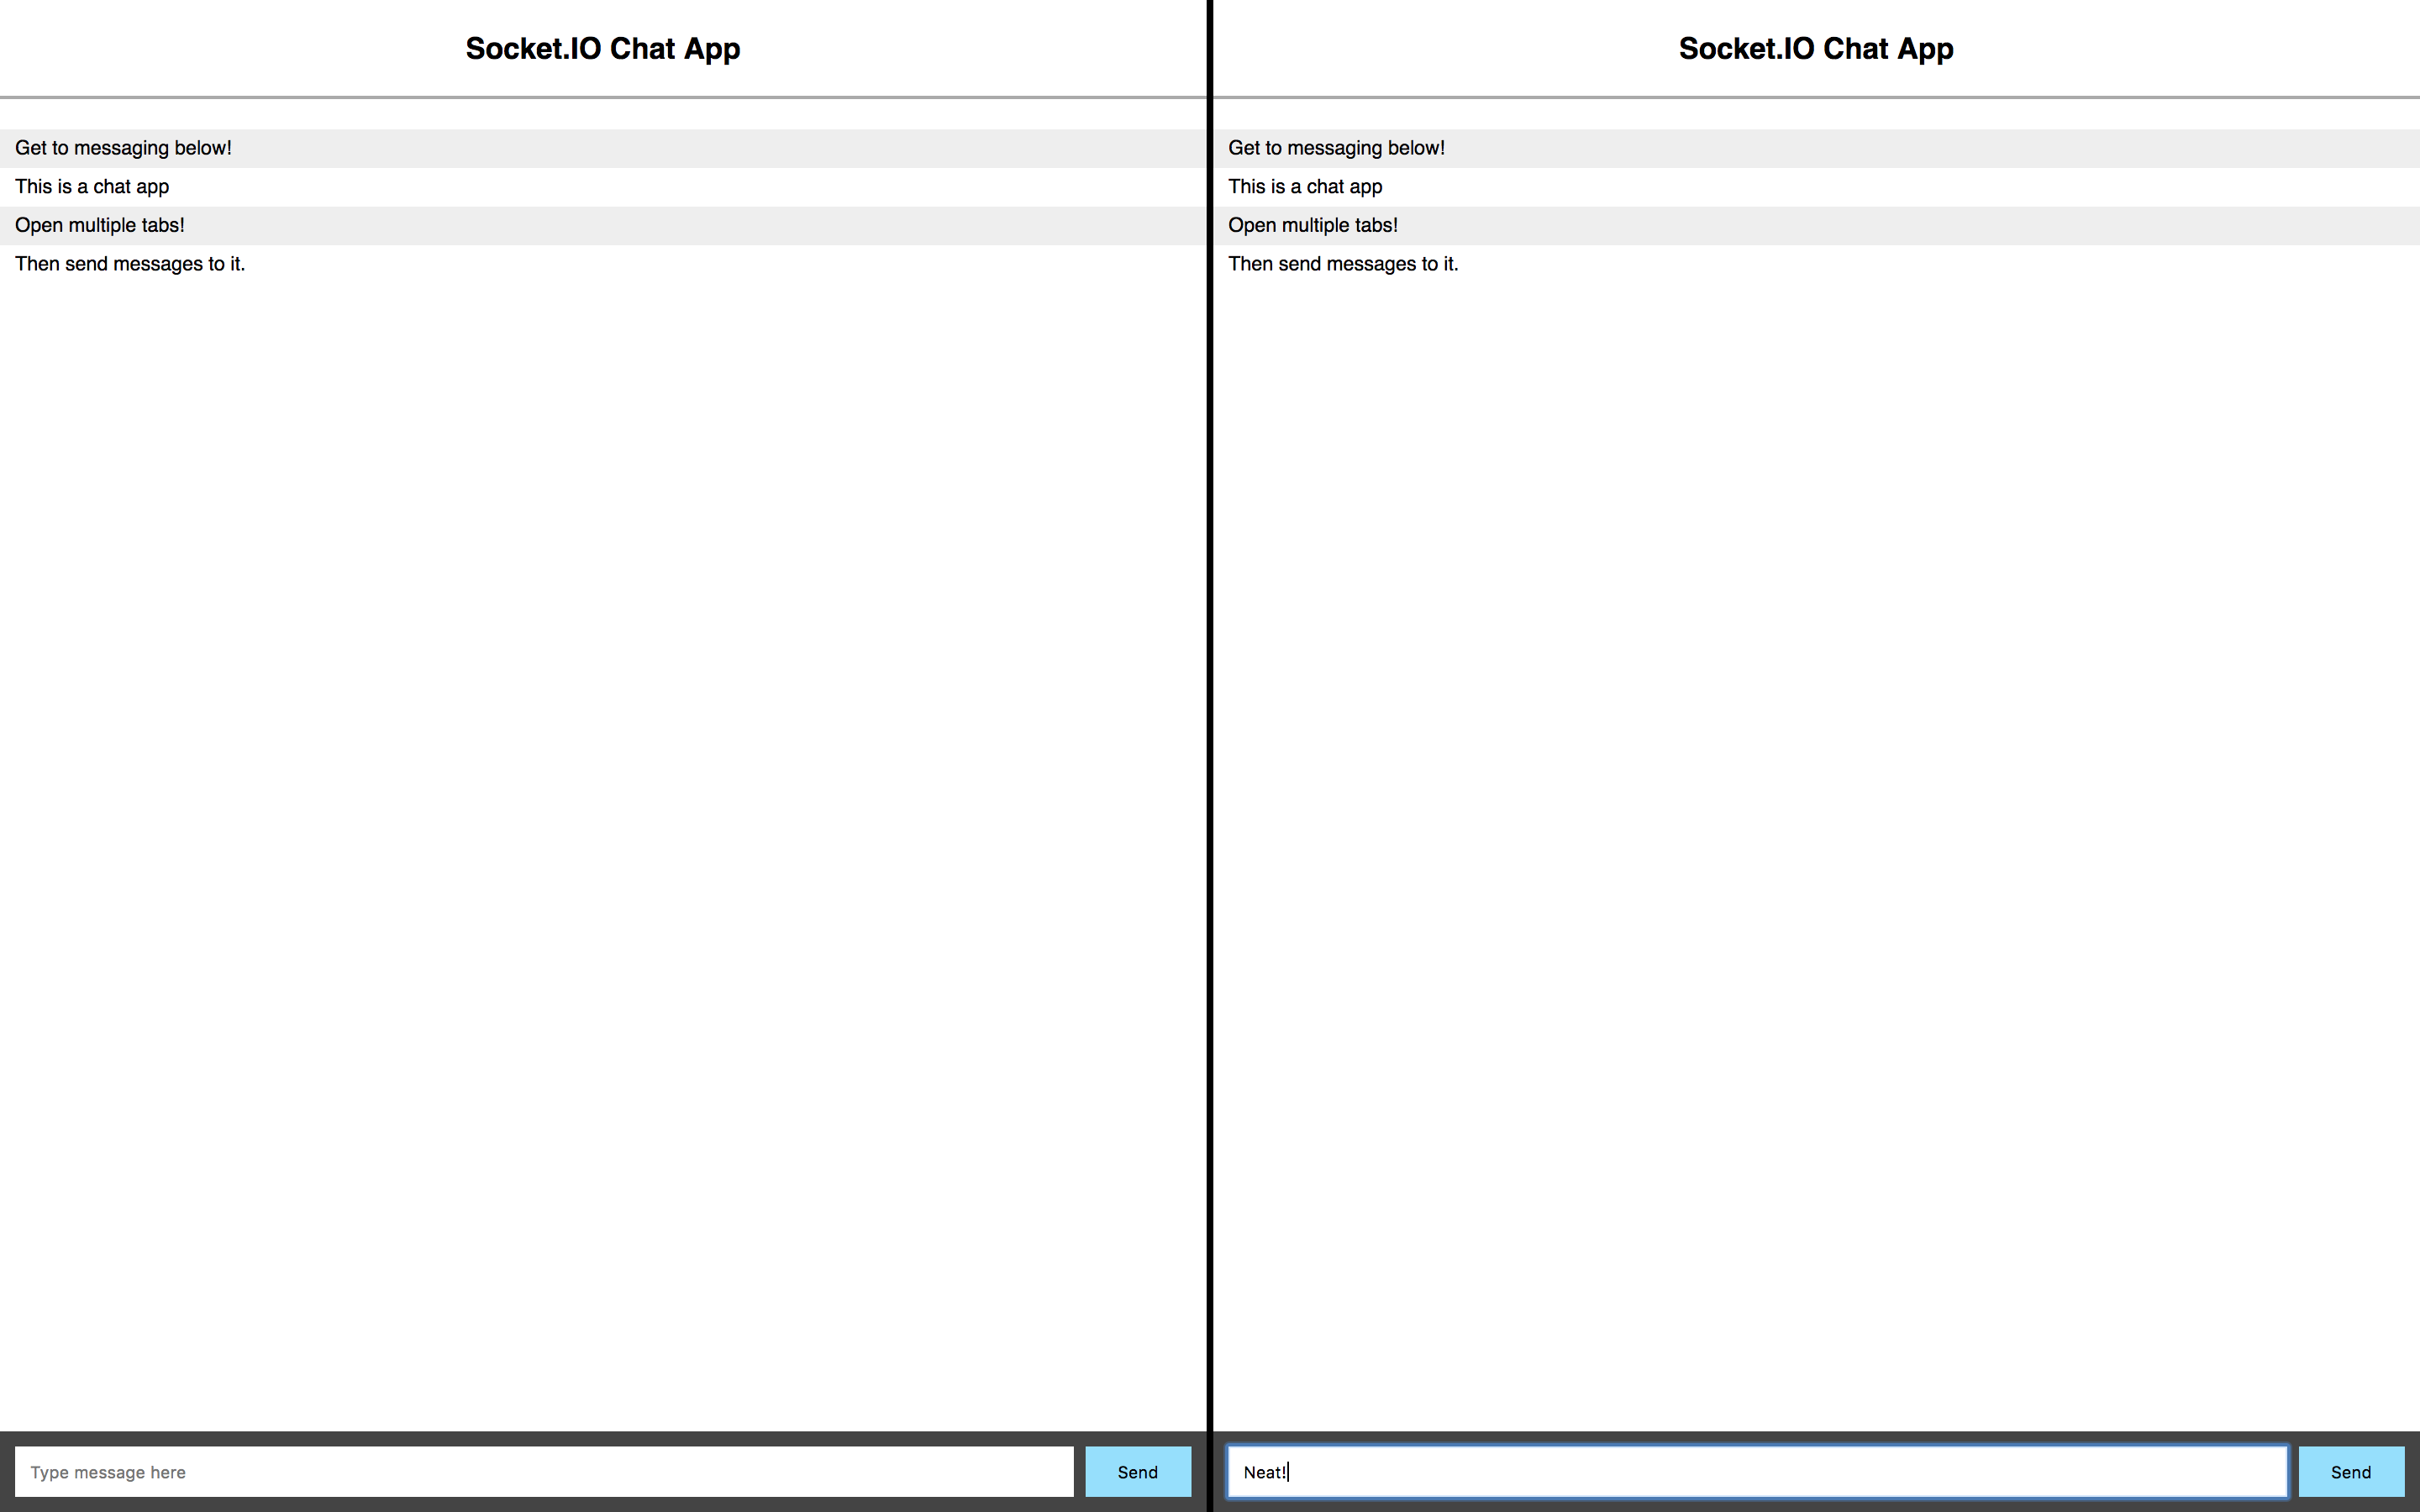 Socket.IO Chat App
Get to messaging below!
This is a chat app
Open multiple tabs!
Then send messages to it.
Type message here
Send
Socket.IO Chat App
Get to messaging below!
This is a chat app
Open multiple tabs!
Then send messages to it.
Neat!
Send